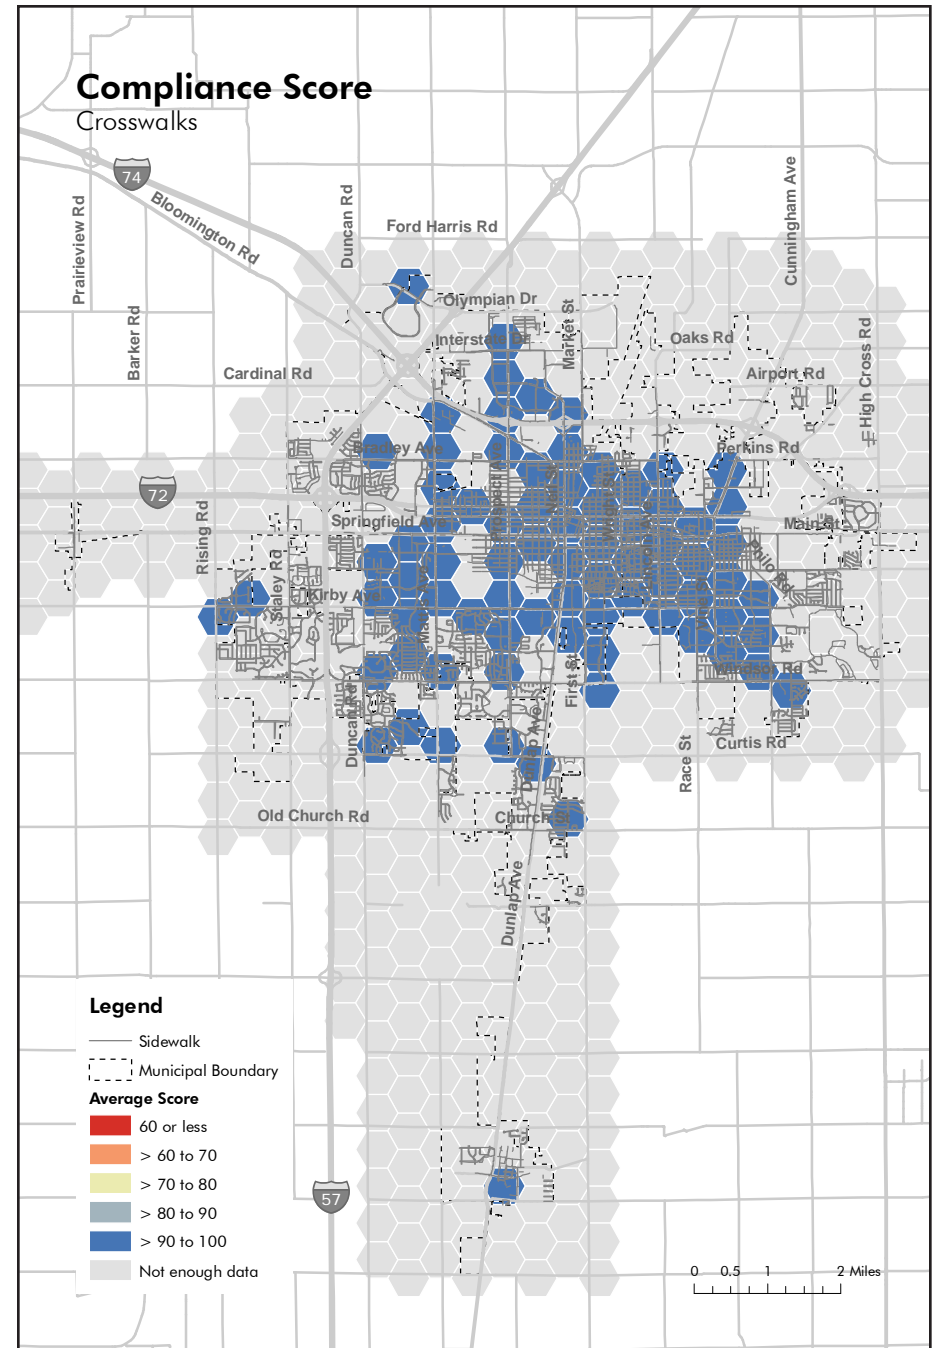 Compliance Score
Crosswalks
74
Bloomington Rd
Prairieview Rd
Duncan Rd
Ford Harris Rd
Cunningham Ave
Olympian Dr
Market St
Barker Rd
Interstate Dr
Oaks Rd
High Cross Rd
Cardinal Rd
Airport Rd
Bradley Ave
Perkins Rd
72
Prospect Ave
Rising Rd
Springfield Ave
Main St
Philo Rd
Staley Rd
Kirby Ave
First St
Windsor Rd
Duncan Rd
Dunlap Ave
Race St
Curtis Rd
Old Church Rd
Church St
Dunlap Ave
Legend
Sidewalk
Municipal Boundary
Average Score
60 or less
> 60 to 70
> 70 to 80
> 80 to 90
> 90 to 100
Not enough data
57
0 0.5 1 2 Miles